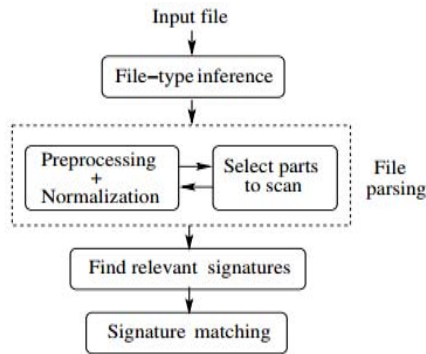 Input file
File-type inference
Preprocessing
+
Normalization
Select parts
to scan
File
parsing
Find relevant signatures
Signature matching